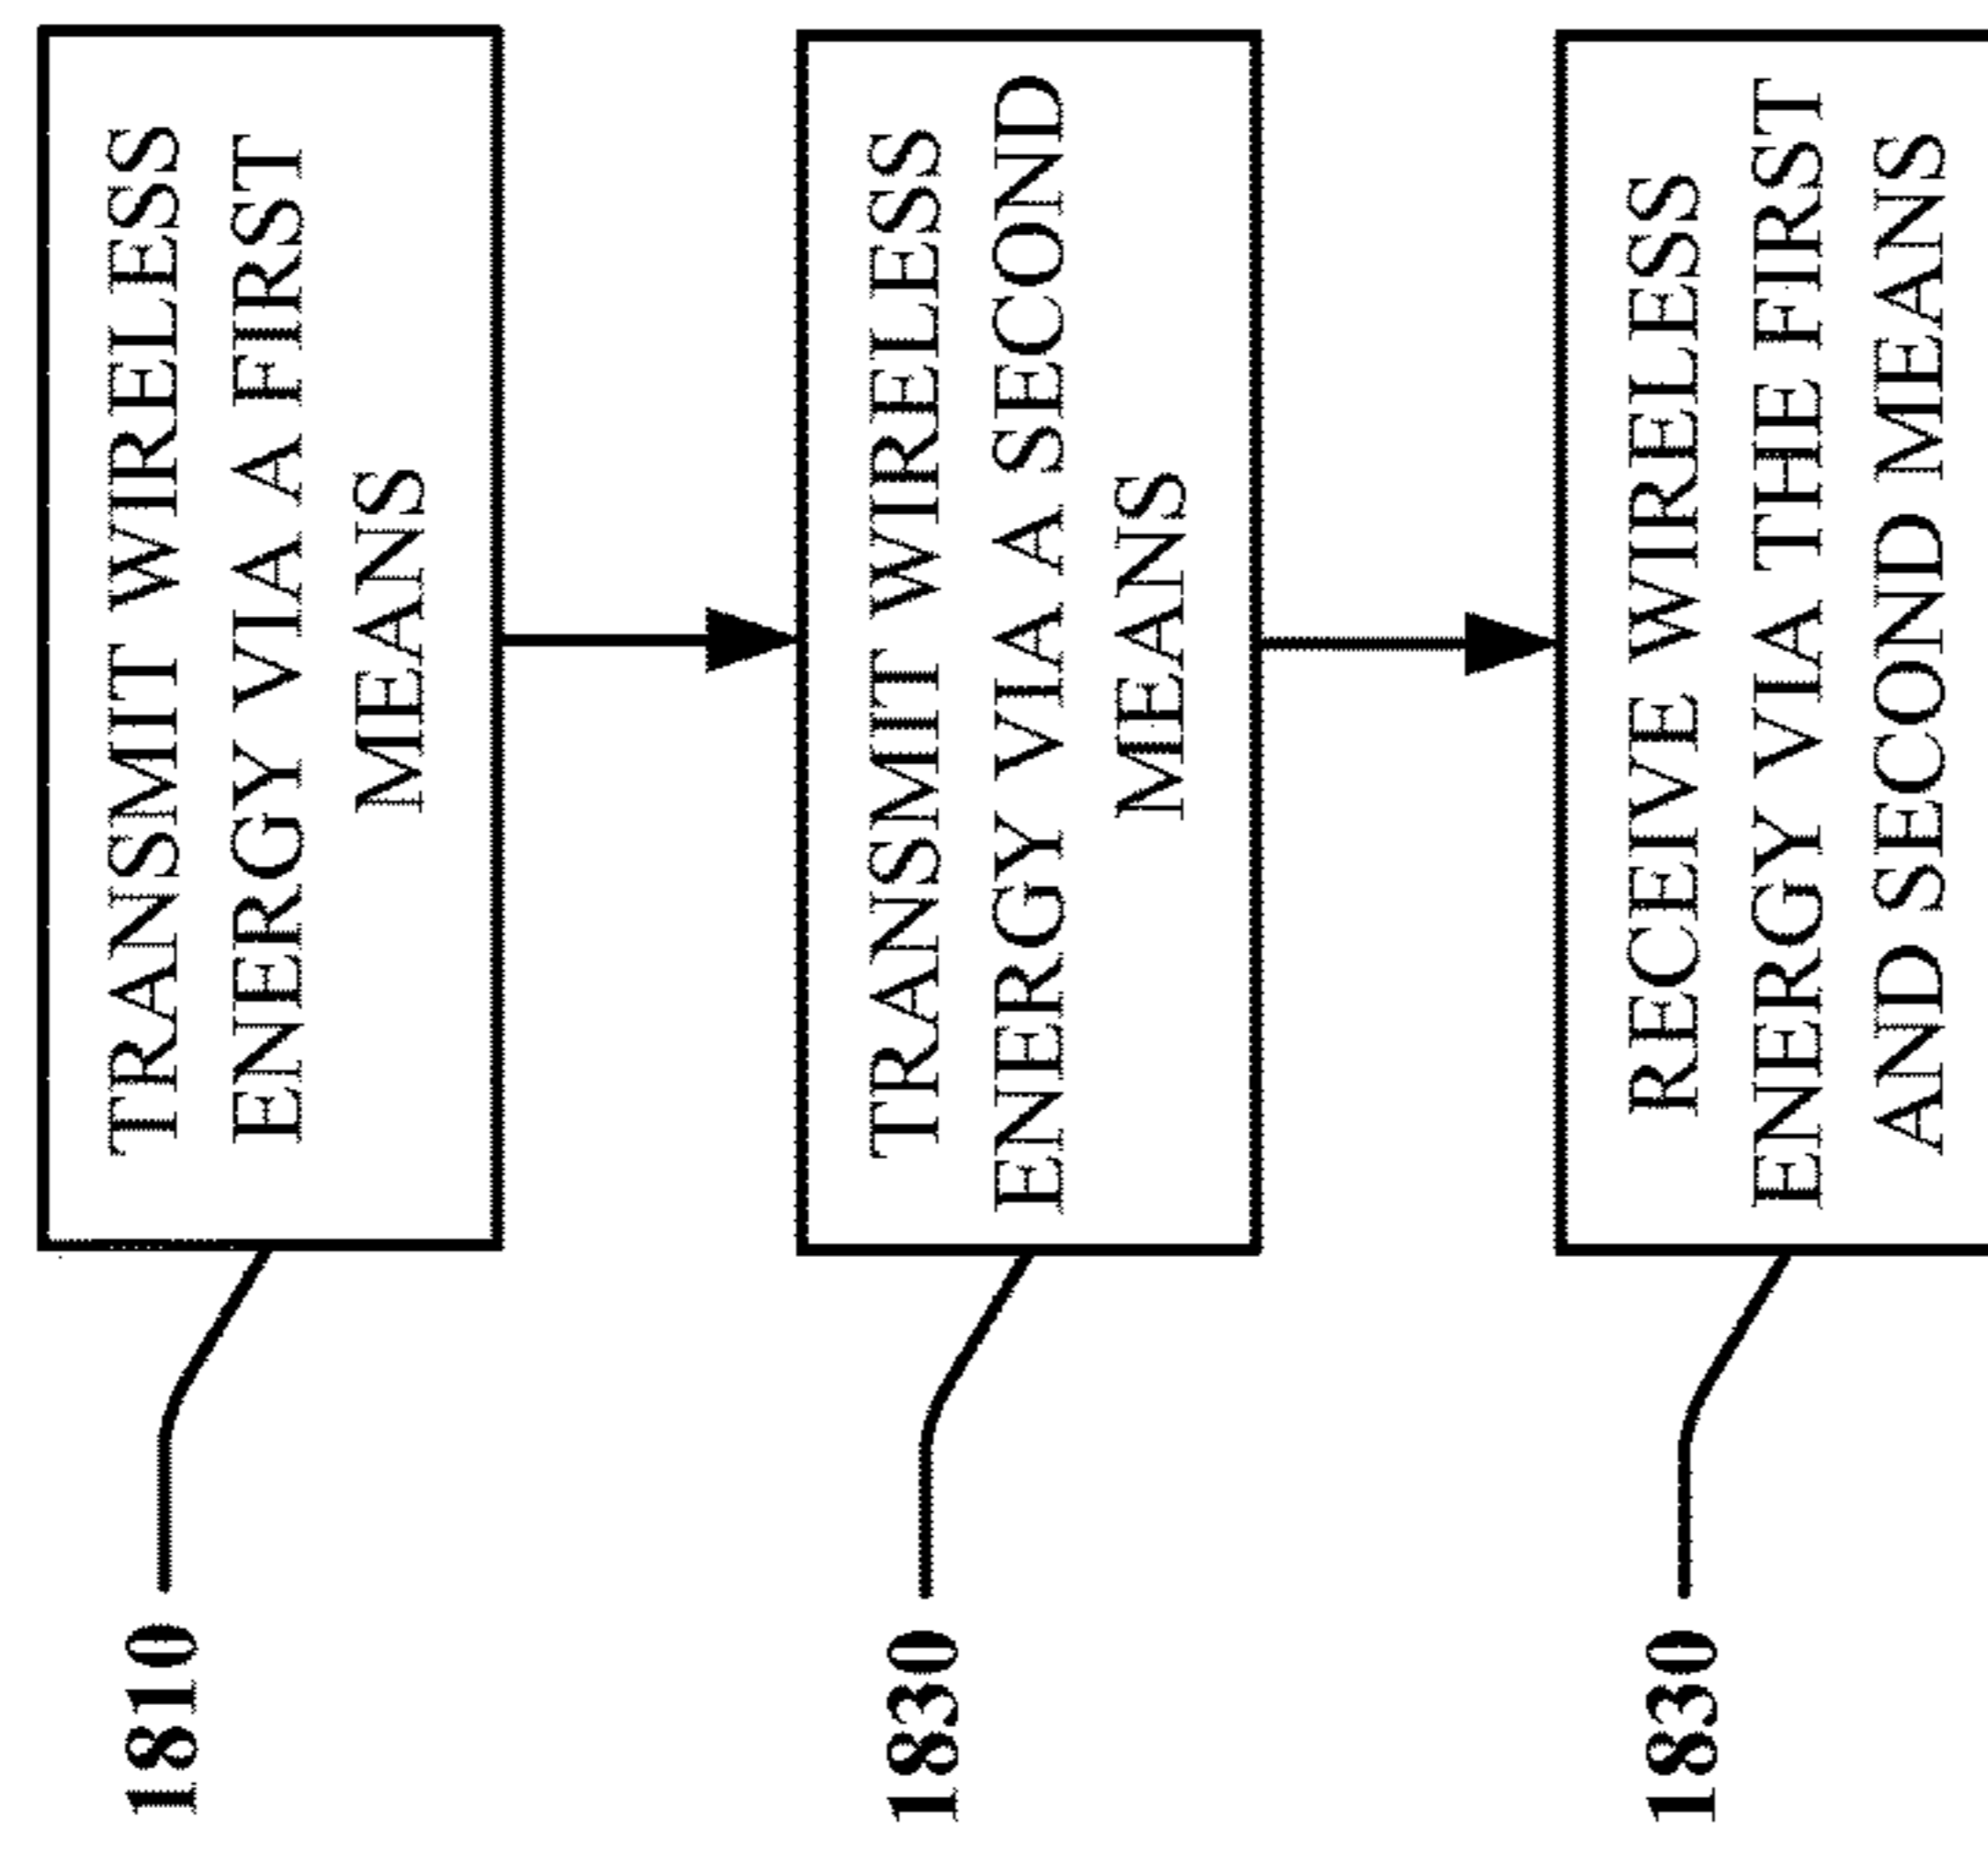 1810
TRANSMIT WIRELESS
ENERGY VIA A FIRST
MEANS
1830
TRANSMIT WIRELESS
ENERGY VIA A SECOND
MEANS
1830
RECEIVE WIRELESS
ENERGY VIA THE FIRST
AND SECOND MEANS